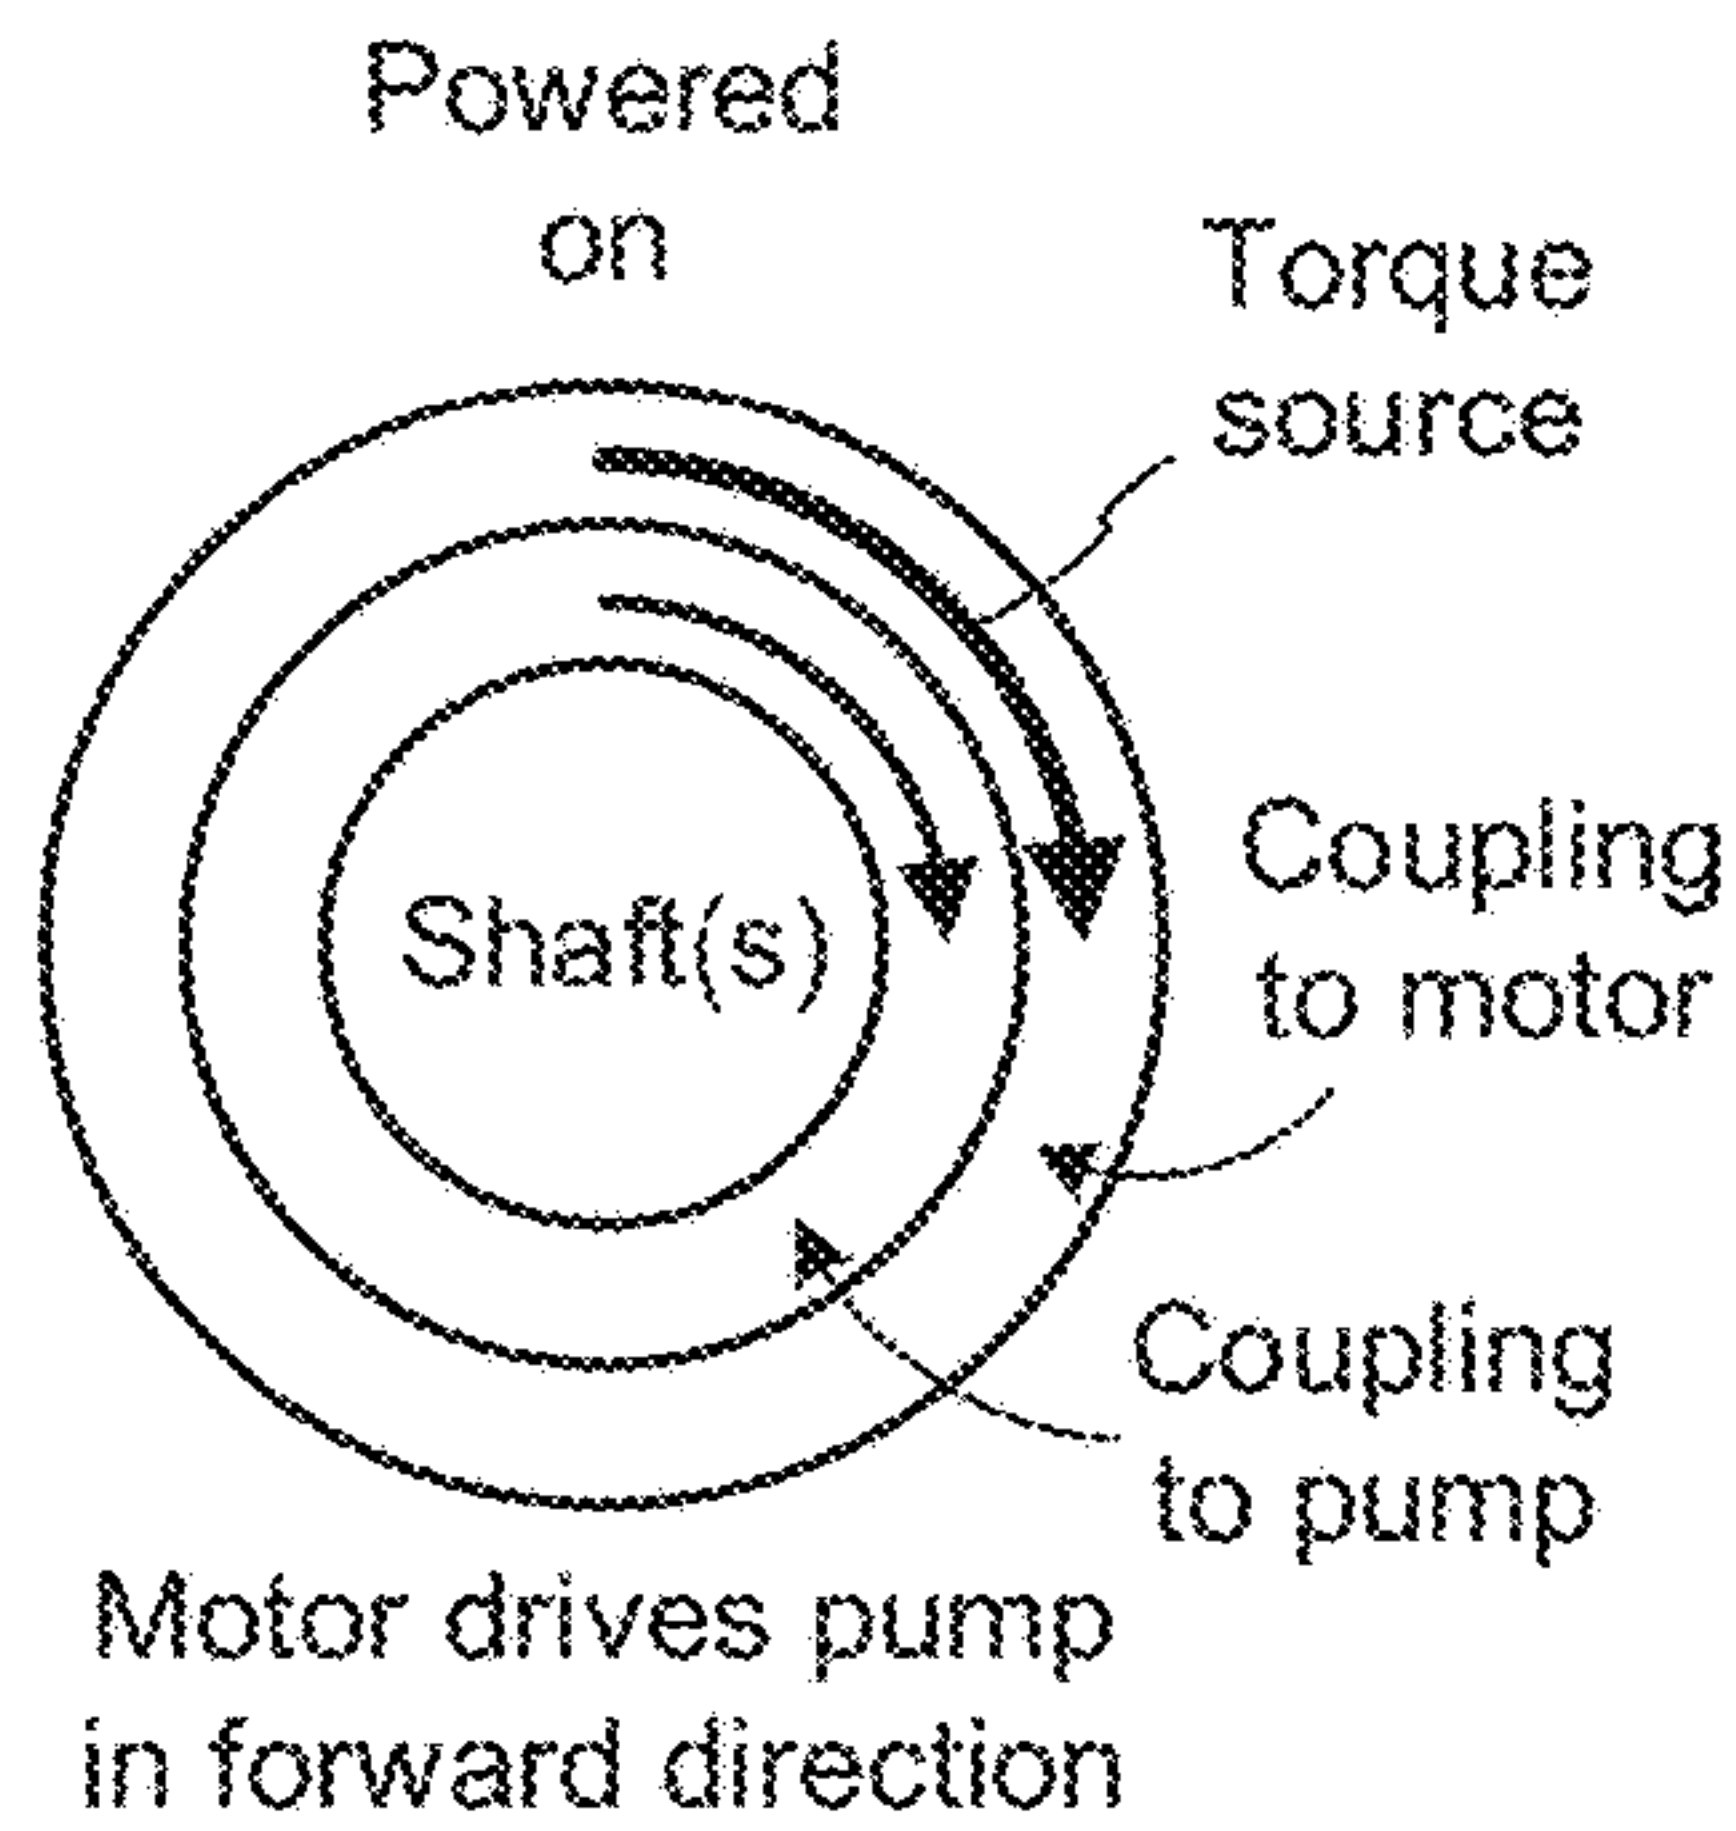 Powered
on
Torque
source
Shaft(s)
Coupling
to motor
Coupling
to pump
Motor drives pump
in forward direction